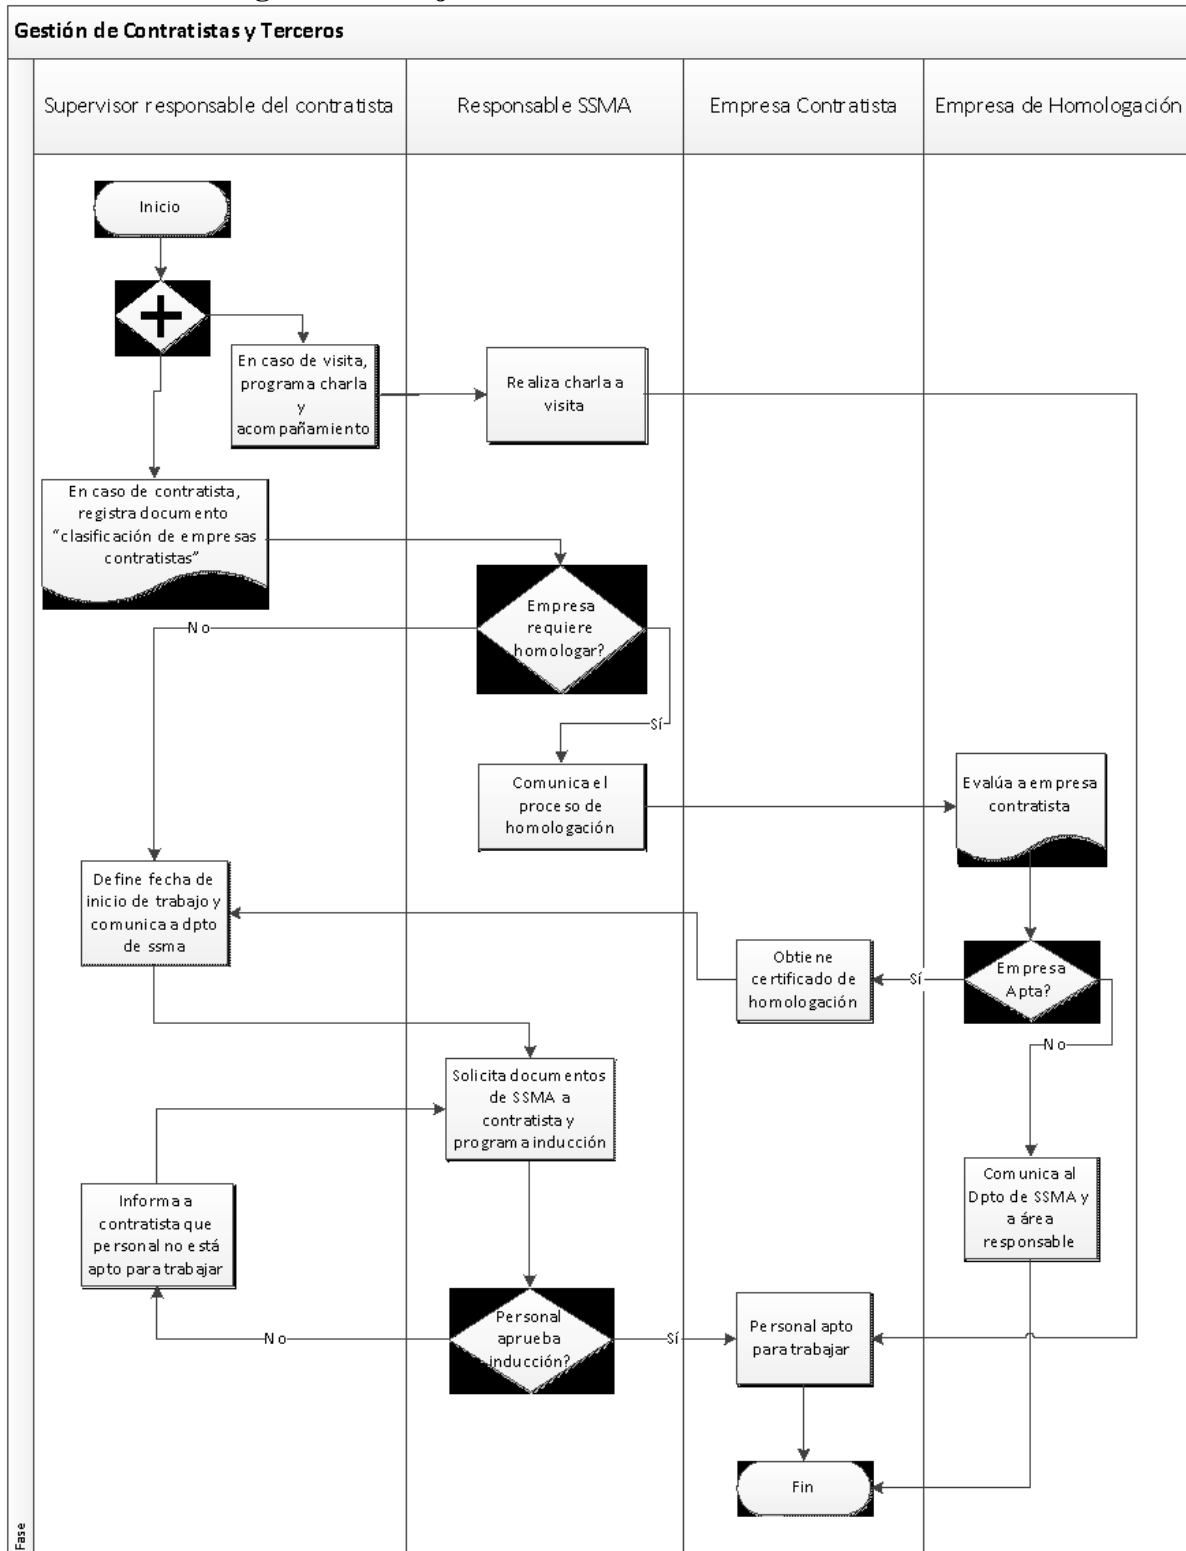 Gestión de Contratistas y Terceros
Supervisor responsable del contratista
Responsable SSMA
Empresa Contratista
Empresa de Homologación
Inicio
En caso de visita,
programa charla
y
acompañamiento
Realiza charla a
visita
En caso de contratista,
registra documento
“clasificación de empresas
contratistas”
Empresa
requiere
homologar?
No
Sí
Comunica el
proceso de
homologación
Evalúa a empresa
contratista
Define fecha de
inicio de trabajo y
comunica a dpto
de ssma
Obtiene
certificado de
homologación
Sí
Empresa
Apta?
No
Solicita documentos
de SSMA a
contratista y
programa inducción
Informa a
contratista que
personal no está
apto para trabajar
Comunica al
Dpto de SSMA y
a área
responsable
Personal
aprueba
inducción?
No
Sí
Personal apto
para trabajar
Fin
Fase